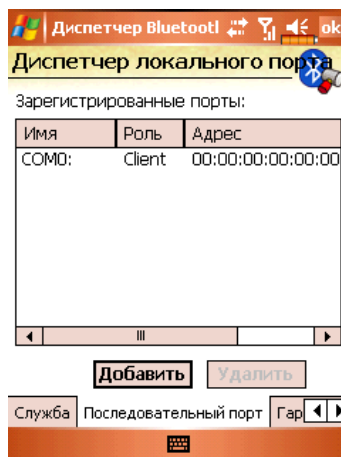 Диспетчер Bluetootl ok
Диспетчер локального порта
Зарегистрированные порты:
Имя Роль Адрес
COM0: Client 00:00:00:00:00:00
Добавить Удалить
Служба Последовательный порт Гар